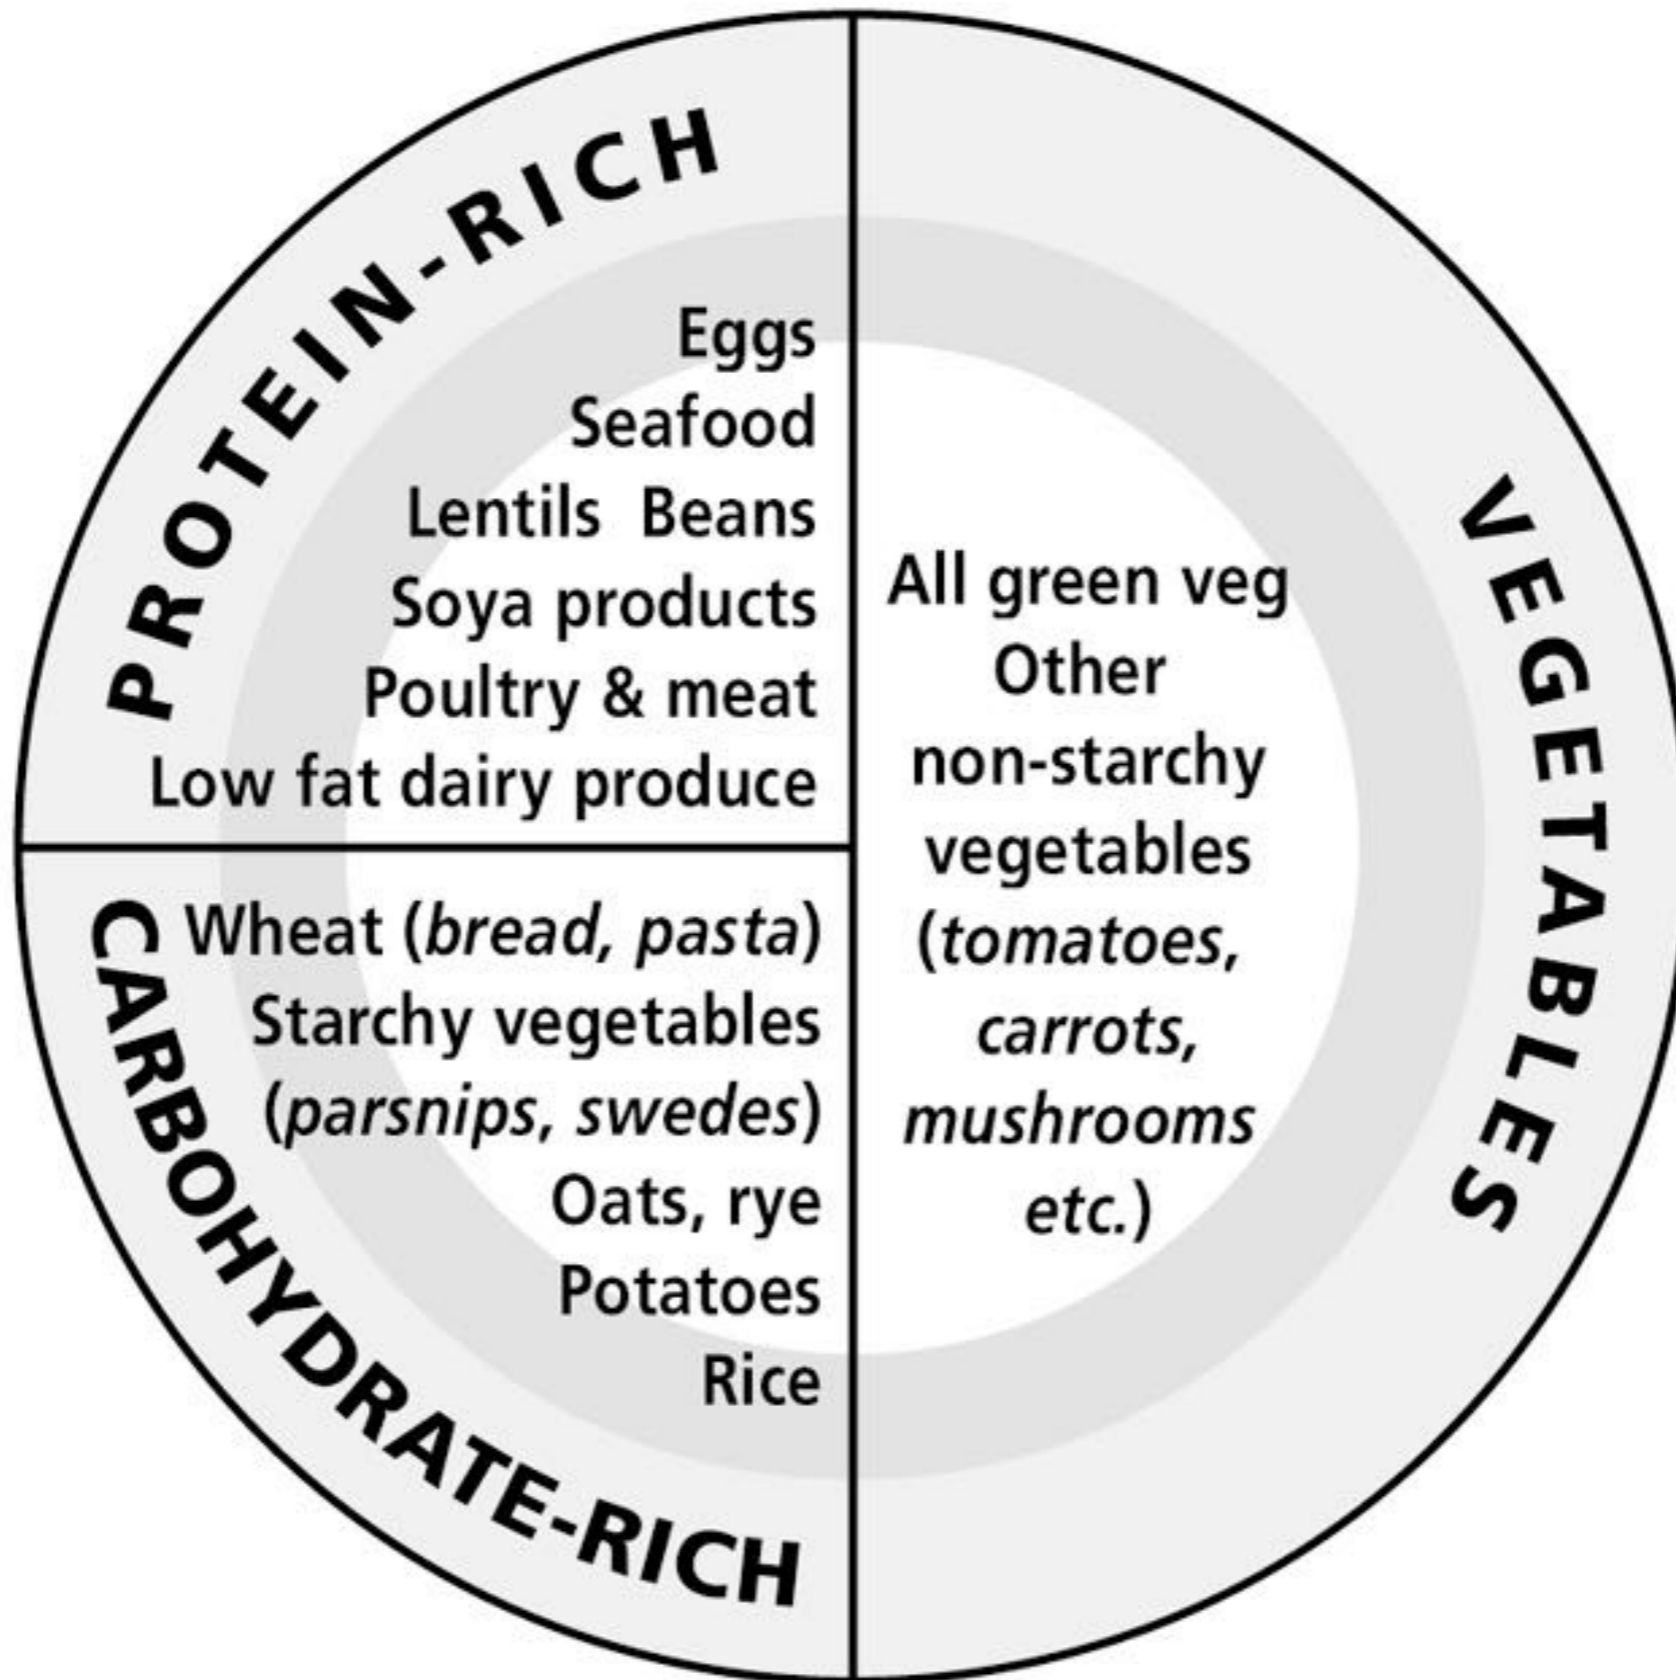 PROTEIN-RICH
Eggs
Seafood
Lentils Beans
Soya products
Poultry & meat
Low fat dairy produce
CARBOHYDRATE-RICH
Wheat (bread, pasta)
Starchy vegetables
(parsnips, swedes)
Oats, rye
Potatoes
Rice
VEGETABLES
All green veg
Other
non-starchy
vegetables
(tomatoes,
carrots,
mushrooms
etc.)